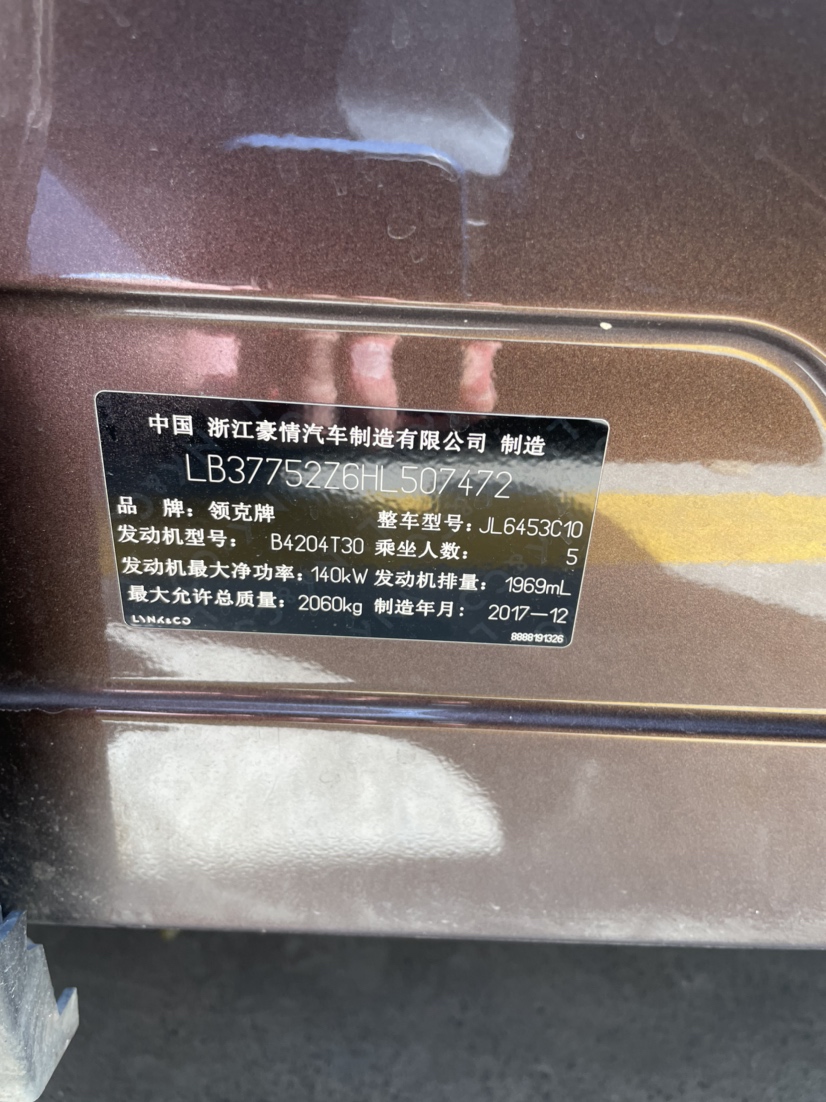 中国 浙江豪情汽车制造有限公司 制造
LB37752Z6HL507472
品 牌：领克牌 整车型号：JL6453C10
发动机型号： B4204T30 乘坐人数： 5
发动机最大净功率：140kW 发动机排量： 1969mL
最大允许总质量：2060kg 制造年月： 2017—12
LYNK&CO 8888191326